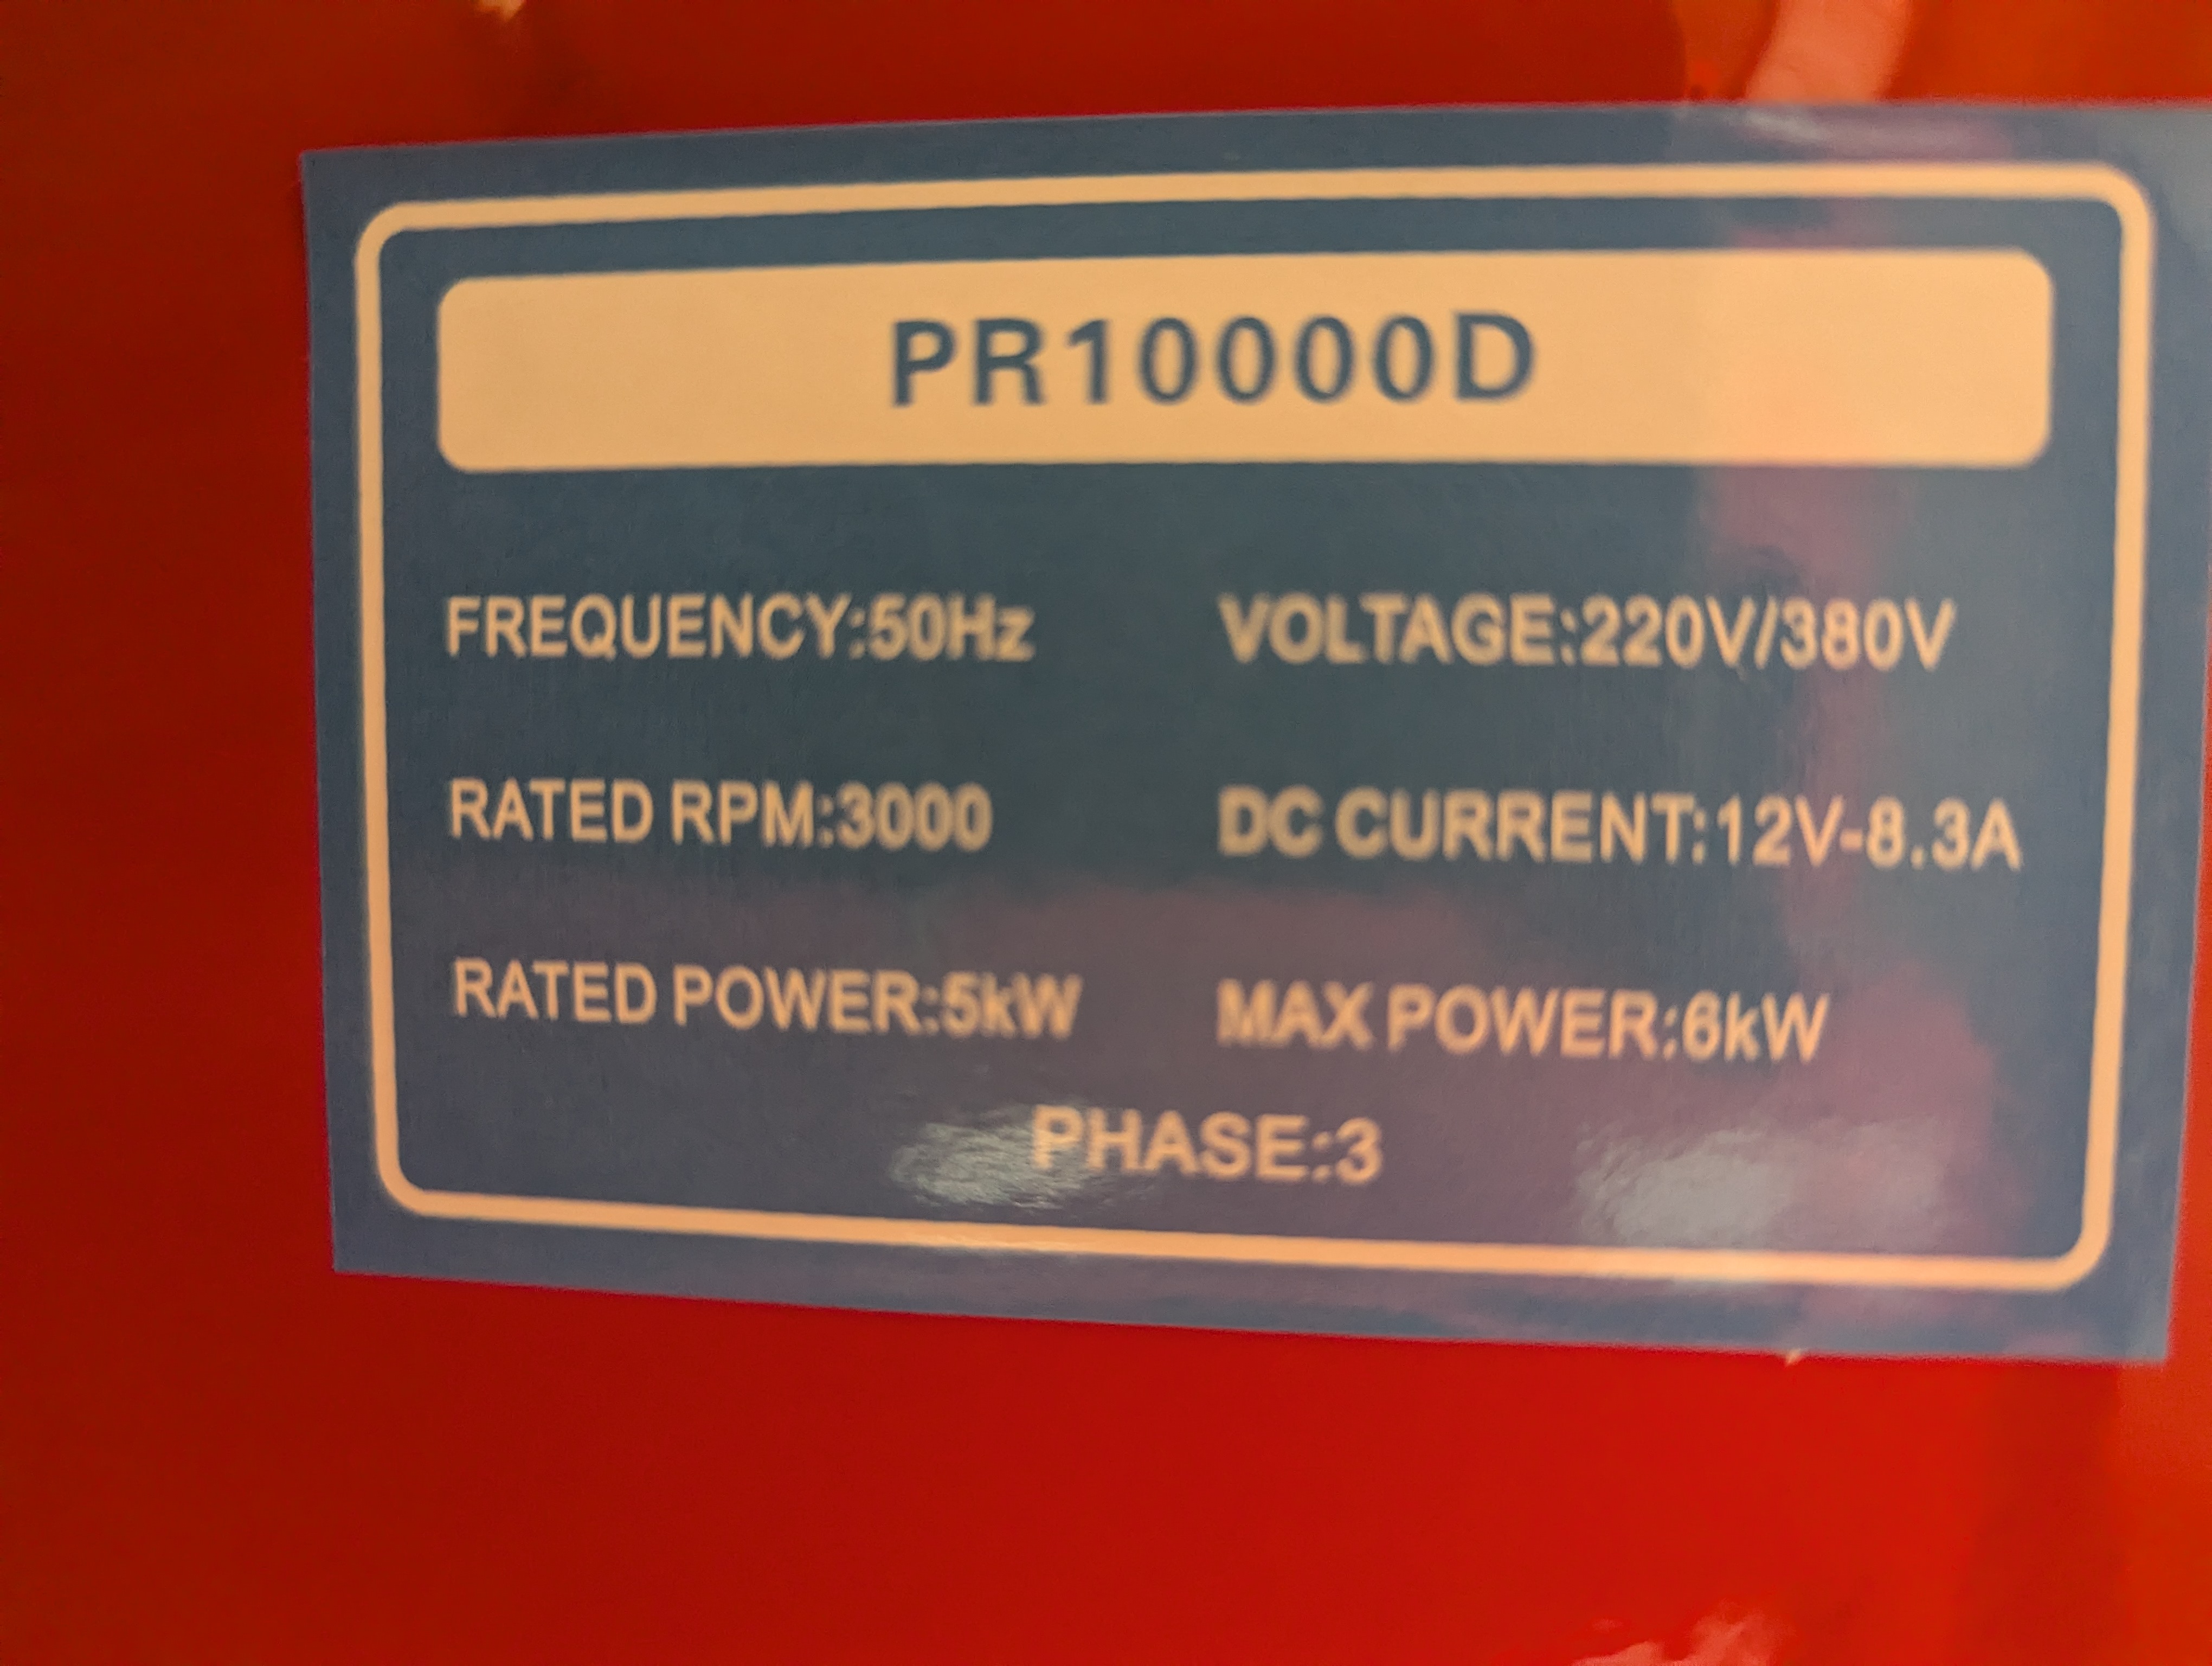 PR10000D
FREQUENCY:50Hz VOLTAGE:220V/380V
RATED RPM:3000 DC CURRENT:12V-8.3A
RATED POWER:5kW MAX POWER:6kW
PHASE:3